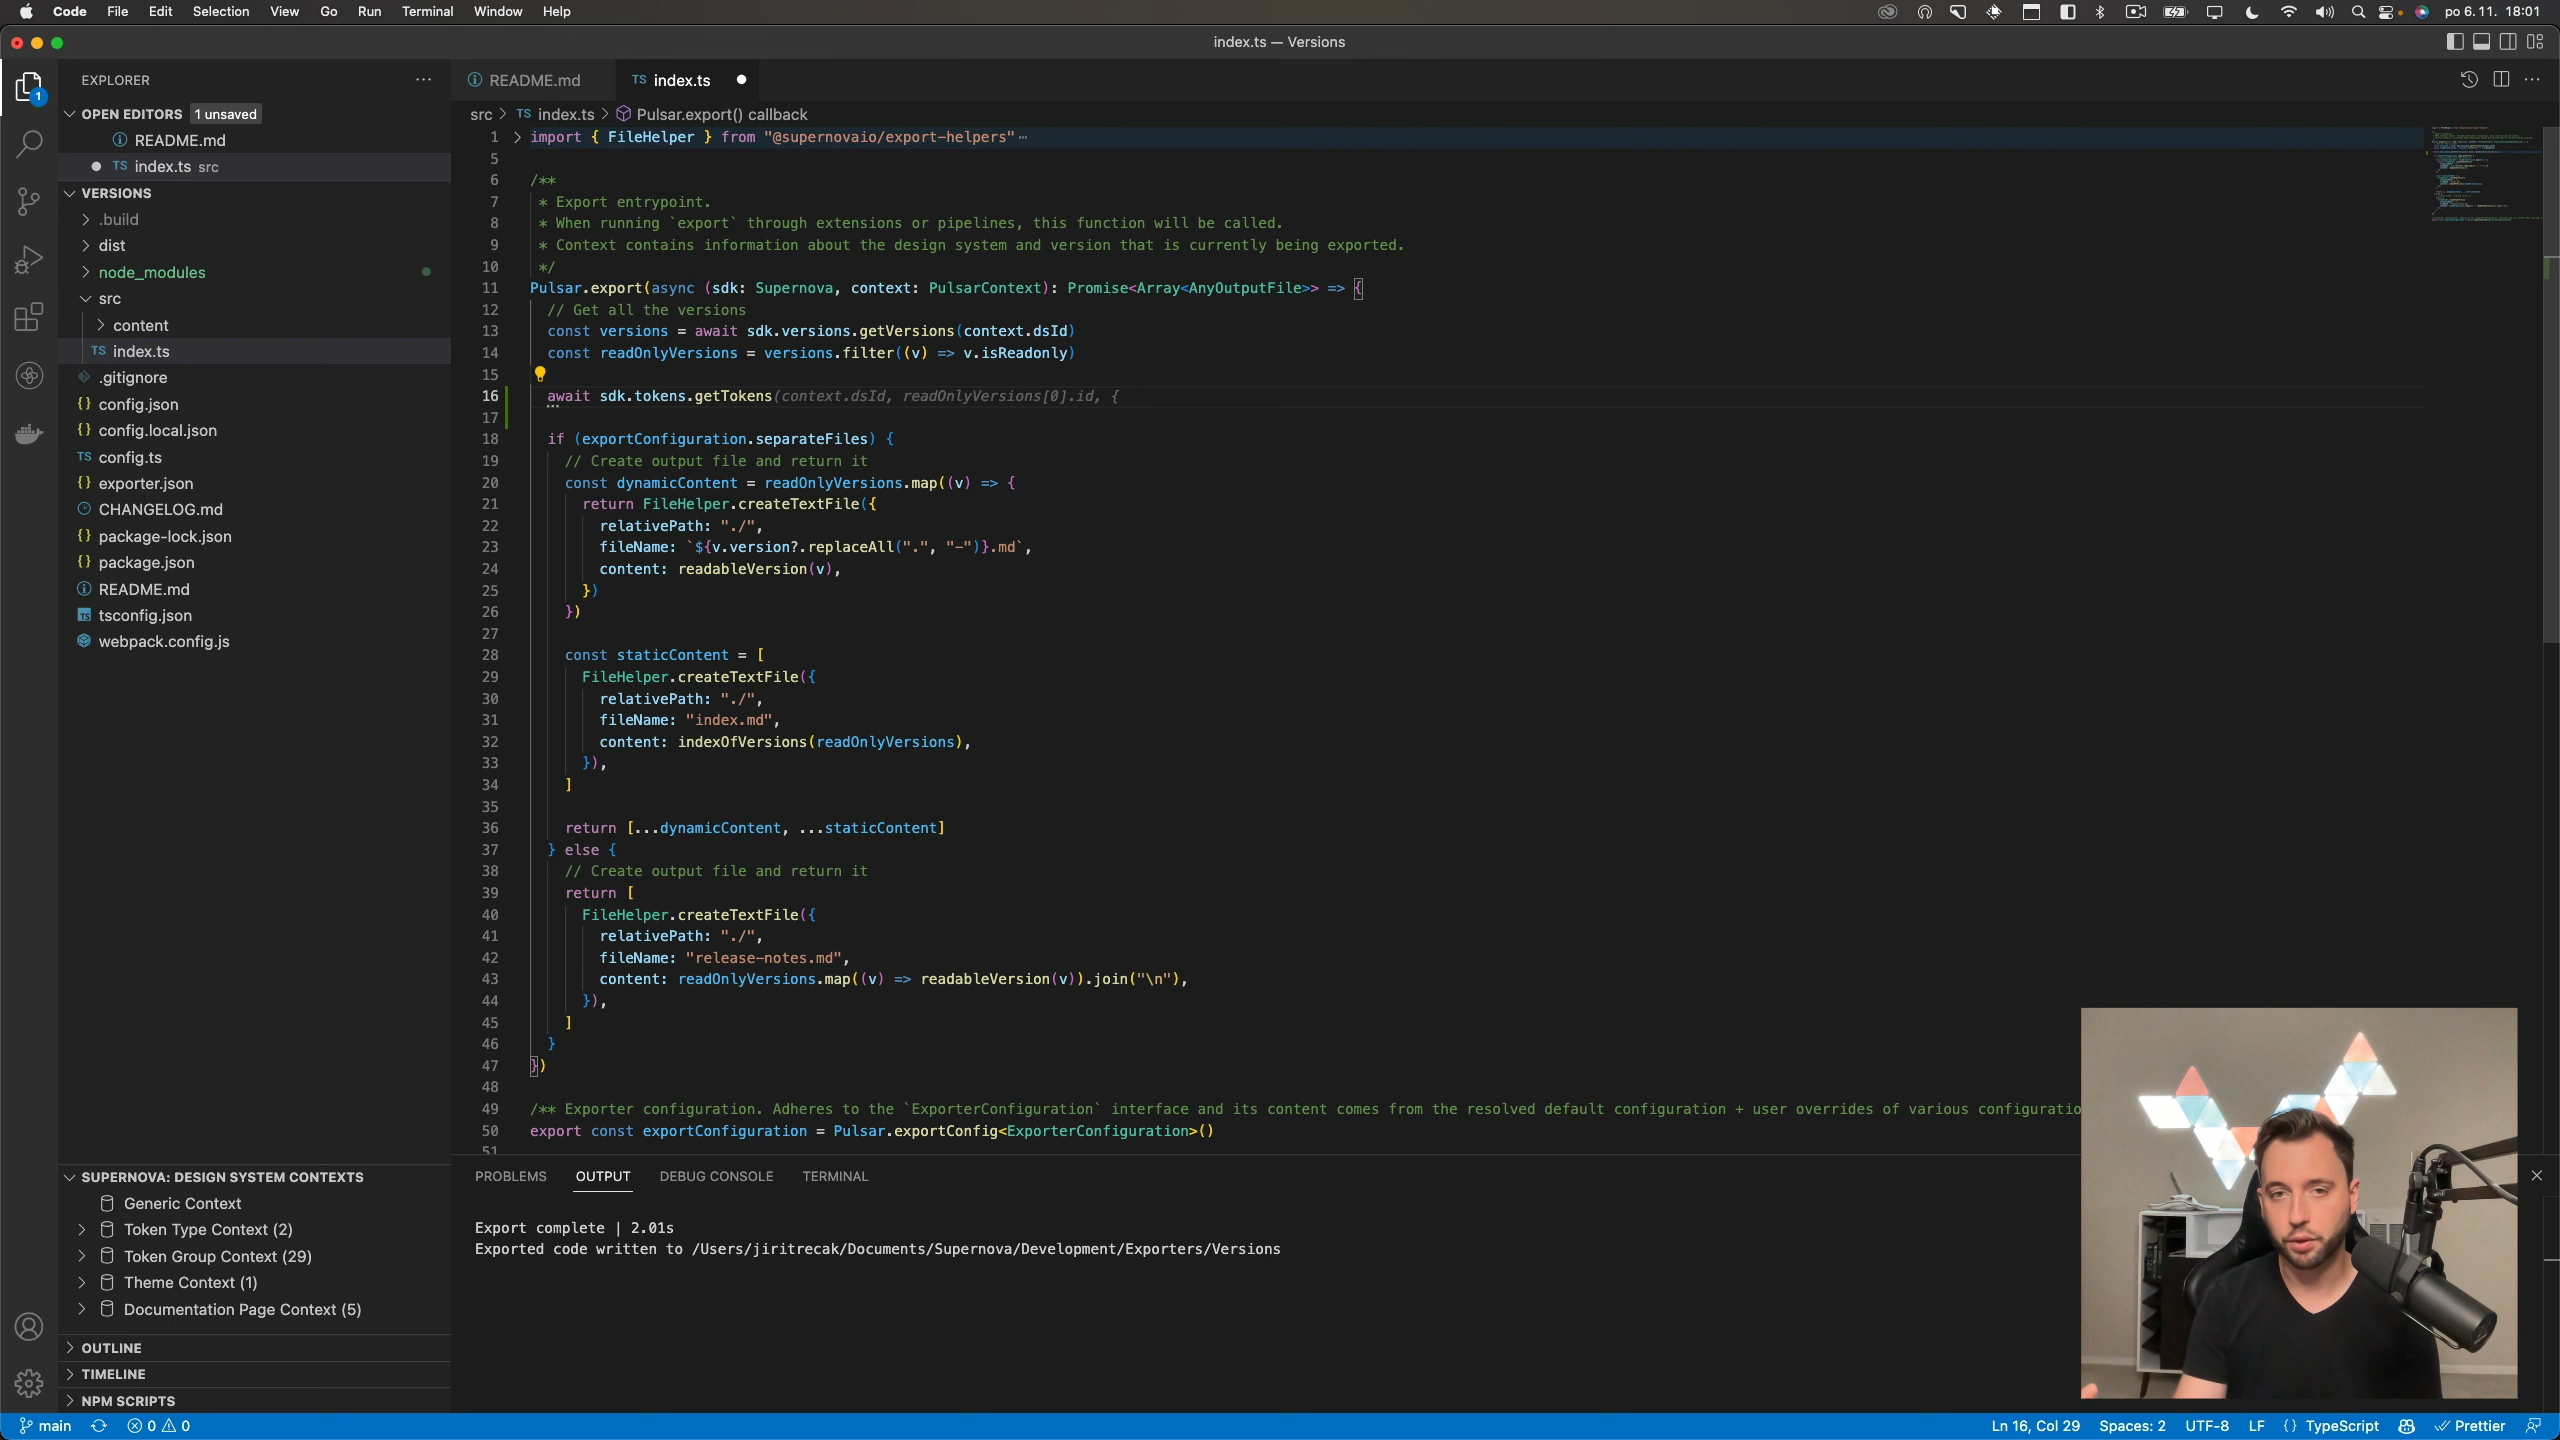 Code File Edit Selection View Go Run Terminal Window Help
po 6. 11. 18:01
index.ts — Versions
EXPLORER
OPEN EDITORS 1 unsaved
README.md
TS index.ts src
VERSIONS
.build
dist
node_modules
src
content
TS index.ts
.gitignore
{} config.json
{} config.local.json
TS config.ts
{} exporter.json
CHANGELOG.md
{} package-lock.json
{} package.json
README.md
TS tsconfig.json
webpack.config.js
SUPERNOVA: DESIGN SYSTEM CONTEXTS
Generic Context
Token Type Context (2)
Token Group Context (29)
Theme Context (1)
Documentation Page Context (5)
OUTLINE
TIMELINE
NPM SCRIPTS
README.md
TS index.ts
src > TS index.ts > Pulsar.export() callback
1 import { FileHelper } from "@supernovaio/export-helpers"
5
6 /**
7 * Export entrypoint.
8 * When running `export` through extensions or pipelines, this function will be called.
9 * Context contains information about the design system and version that is currently being exported.
10 */
11 Pulsar.export(async (sdk: Supernova, context: PulsarContext): Promise<Array<AnyOutputFile>> => {
12 // Get all the versions
13 const versions = await sdk.versions.getVersions(context.dsId)
14 const readOnlyVersions = versions.filter((v) => v.isReadonly)
15
16 await sdk.tokens.getTokens(context.dsId, readOnlyVersions[0].id, {
17
18 if (exportConfiguration.separateFiles) {
19 // Create output file and return it
20 const dynamicContent = readOnlyVersions.map((v) => {
21 return FileHelper.createTextFile({
22 relativePath: "./",
23 fileName: `${v.version?.replaceAll(".", "-")}.md`,
24 content: readableVersion(v),
25 })
26 })
27
28 const staticContent = [
29 FileHelper.createTextFile({
30 relativePath: "./",
31 fileName: "index.md",
32 content: indexOfVersions(readOnlyVersions),
33 }),
34 ]
35
36 return [...dynamicContent, ...staticContent]
37 } else {
38 // Create output file and return it
39 return [
40 FileHelper.createTextFile({
41 relativePath: "./",
42 fileName: "release-notes.md",
43 content: readOnlyVersions.map((v) => readableVersion(v)).join("\n"),
44 }),
45 ]
46 }
47 })
48
49 /** Exporter configuration. Adheres to the `ExporterConfiguration` interface and its content comes from the resolved default configuration + user overrides of various configuratio
50 export const exportConfiguration = Pulsar.exportConfig<ExporterConfiguration>()
51
PROBLEMS OUTPUT DEBUG CONSOLE TERMINAL
Export complete | 2.01s
Exported code written to /Users/jiritrecak/Documents/Supernova/Development/Exporters/Versions
main 0 0
Ln 16, Col 29 Spaces: 2 UTF-8 LF {} TypeScript Prettier